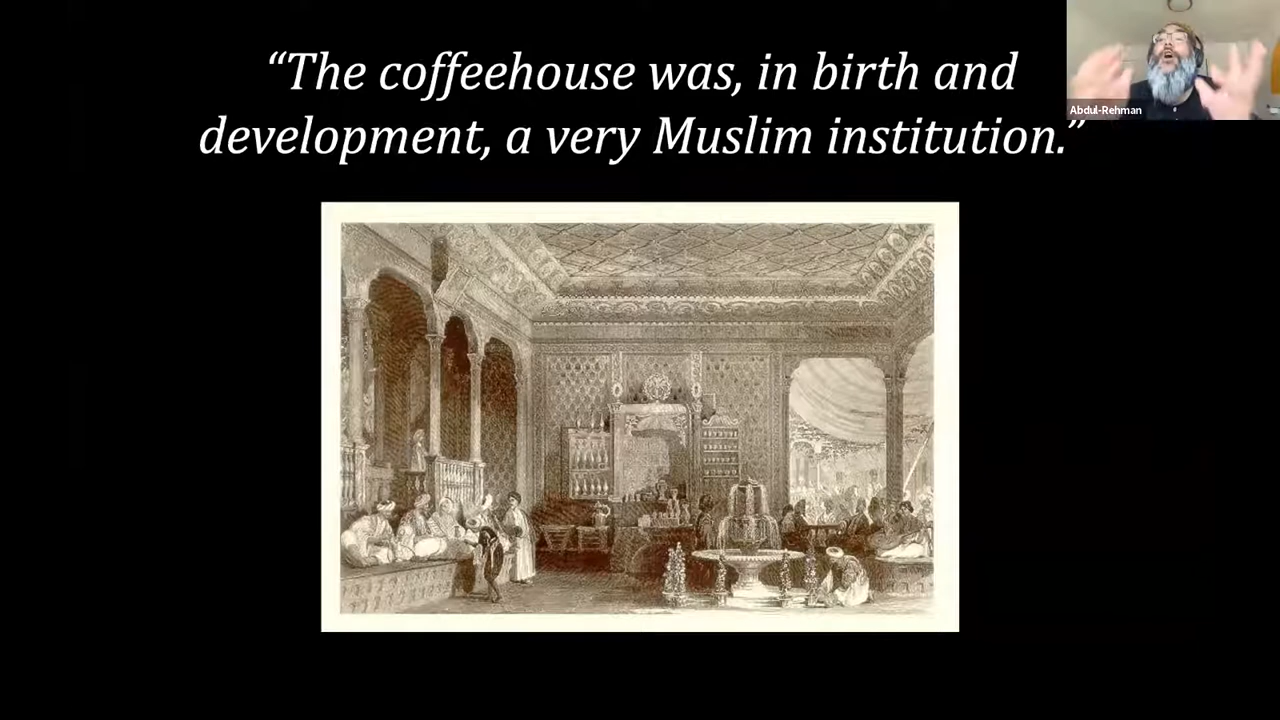 “The coffeehouse was, in birth and
development, a very Muslim institution.”
Abdul-Rehman